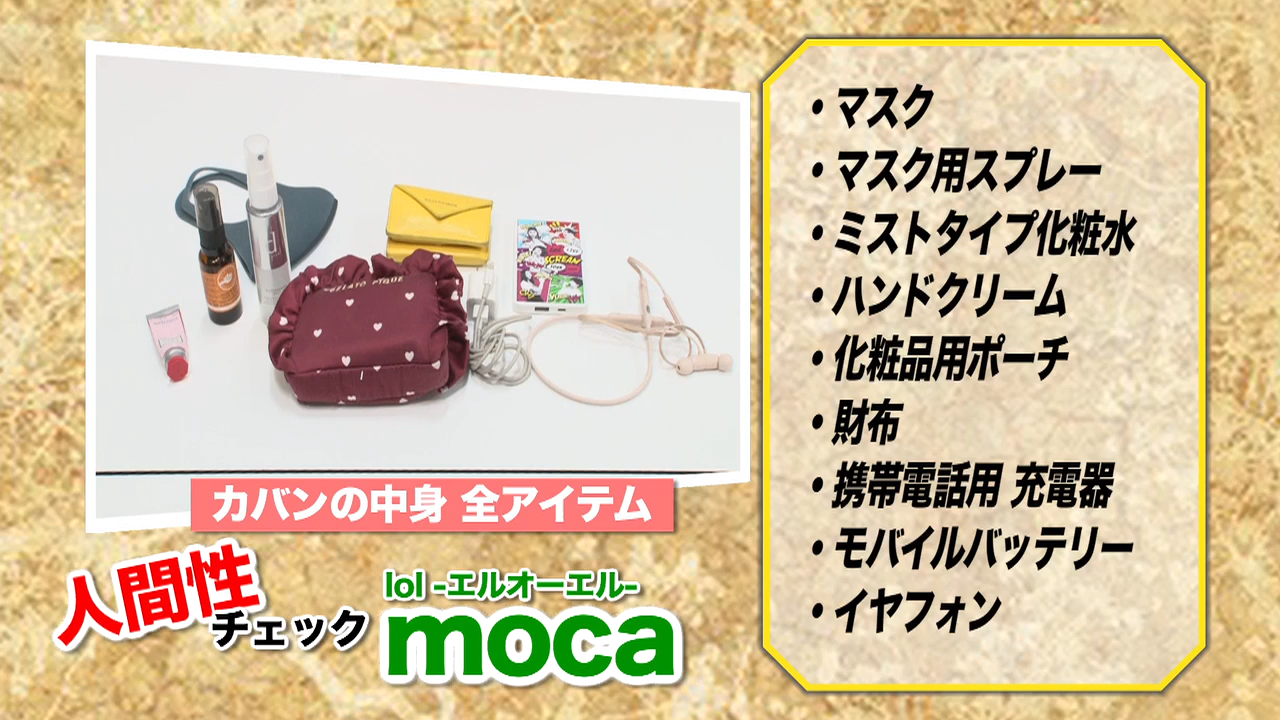 ・マスク
・マスク用スプレー
・ミストタイプ化粧水
・ハンドクリーム
・化粧品用ポーチ
・財布
・携帯電話用 充電器
・モバイルバッテリー
・イヤフォン
GELATO PIQUE
SCREAM
カバンの中身 全アイテム
人間性
チェック
lol -エルオーエル-
moca